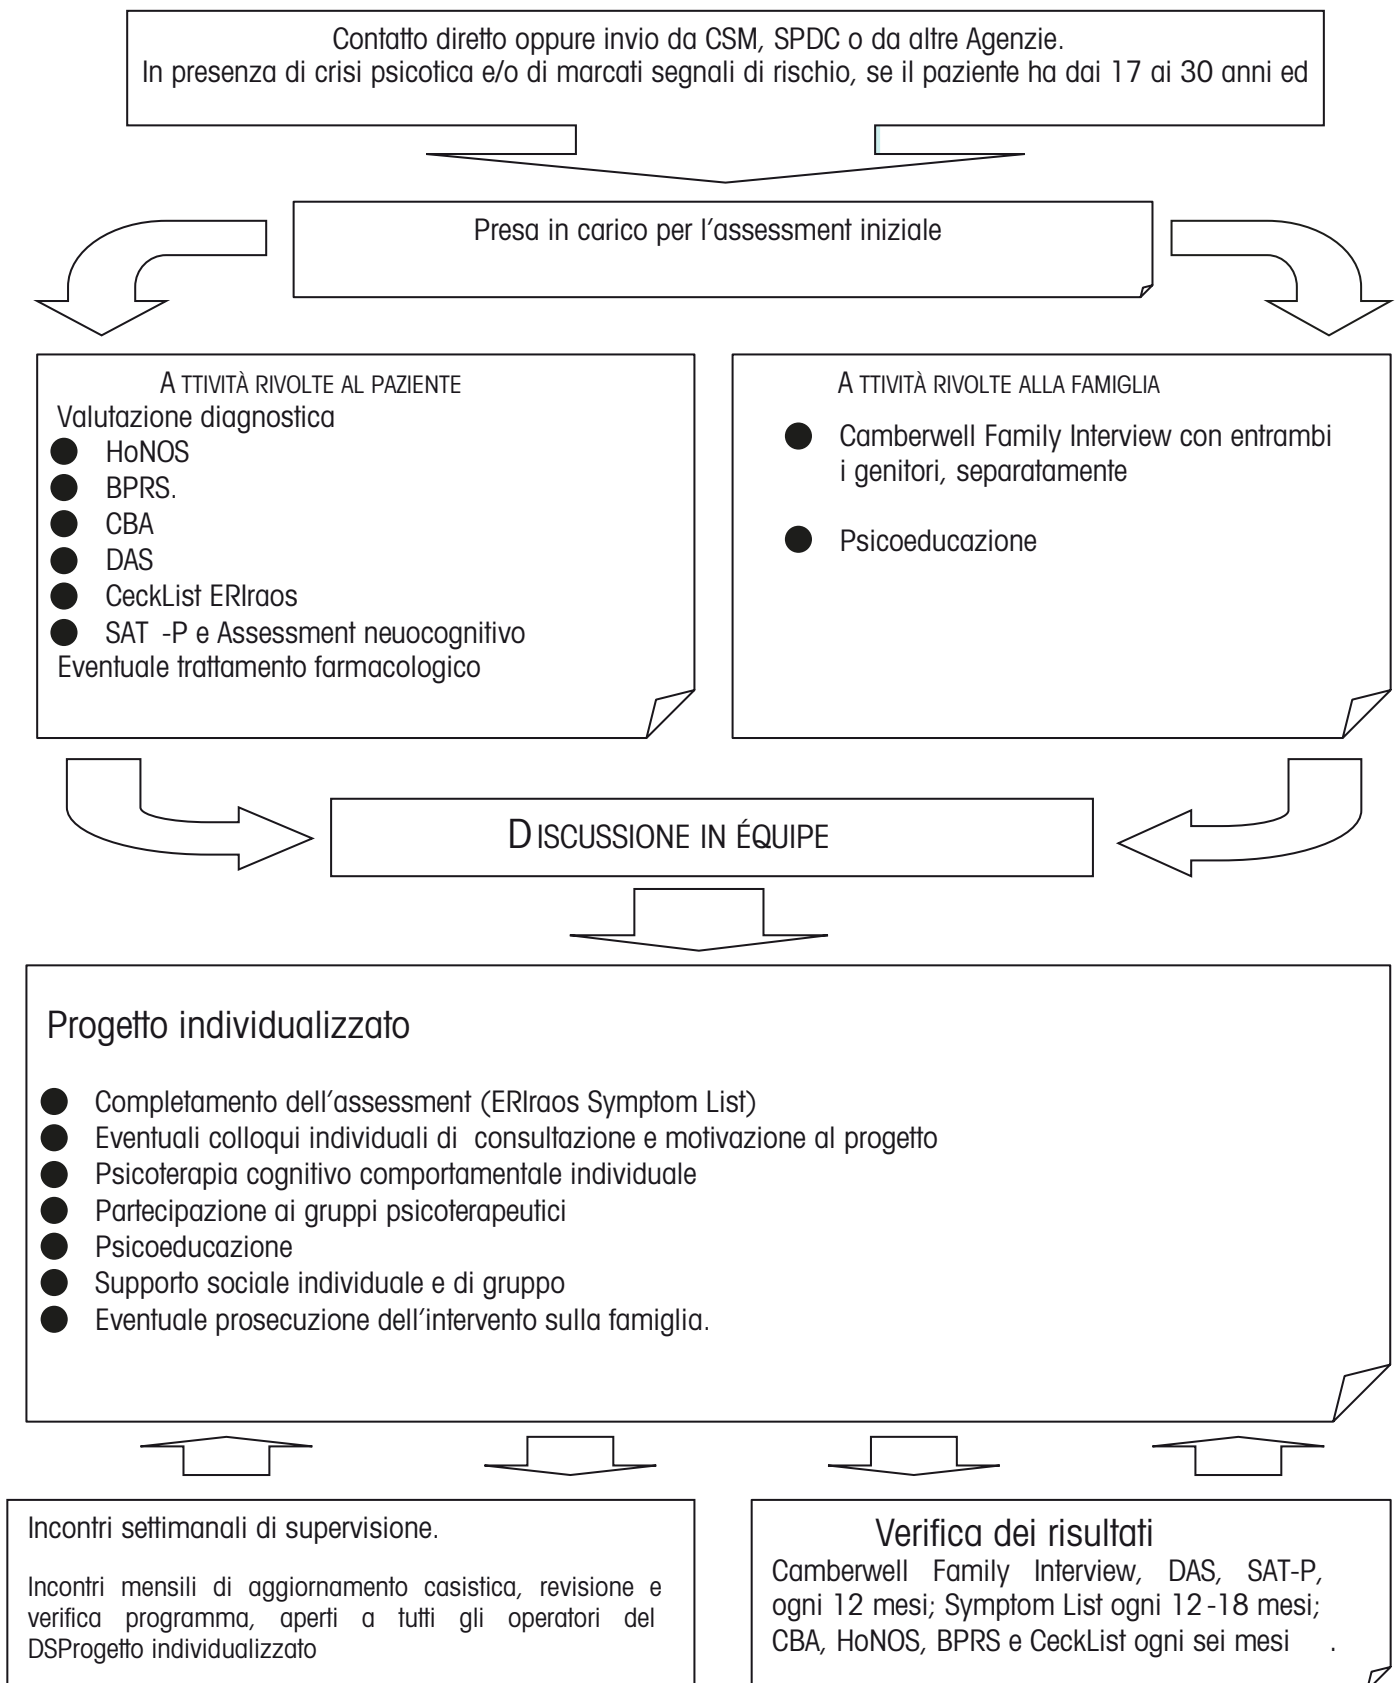 Contatto diretto oppure invio da CSM, SPDC o da altre Agenzie.
In presenza di crisi psicotica e/o di marcati segnali di rischio, se il paziente ha dai 17 ai 30 anni ed
Presa in carico per l'assessment iniziale
A TTIVITÀ RIVOLTE AL PAZIENTE
Valutazione diagnostica
● HoNOS
● BPRS.
● CBA
● DAS
● CeckList ERIraos
● SAT -P e Assessment neuocognitivo
Eventuale trattamento farmacologico
A TTIVITÀ RIVOLTE ALLA FAMIGLIA
● Camberwell Family Interview con entrambi
i genitori, separatamente
● Psicoeducazione
D ISCUSSIONE IN ÉQUIPE
Progetto individualizzato
● Completamento dell'assessment (ERIraos Symptom List)
● Eventuali colloqui individuali di consultazione e motivazione al progetto
● Psicoterapia cognitivo comportamentale individuale
● Partecipazione ai gruppi psicoterapeutici
● Psicoeducazione
● Supporto sociale individuale e di gruppo
● Eventuale prosecuzione dell'intervento sulla famiglia.
Incontri settimanali di supervisione.
Incontri mensili di aggiornamento casistica, revisione e
verifica programma, aperti a tutti gli operatori del
DSProgetto individualizzato
Verifica dei risultati
Camberwell Family Interview, DAS, SAT-P,
ogni 12 mesi; Symptom List ogni 12 -18 mesi;
CBA, HoNOS, BPRS e CeckList ogni sei mesi .